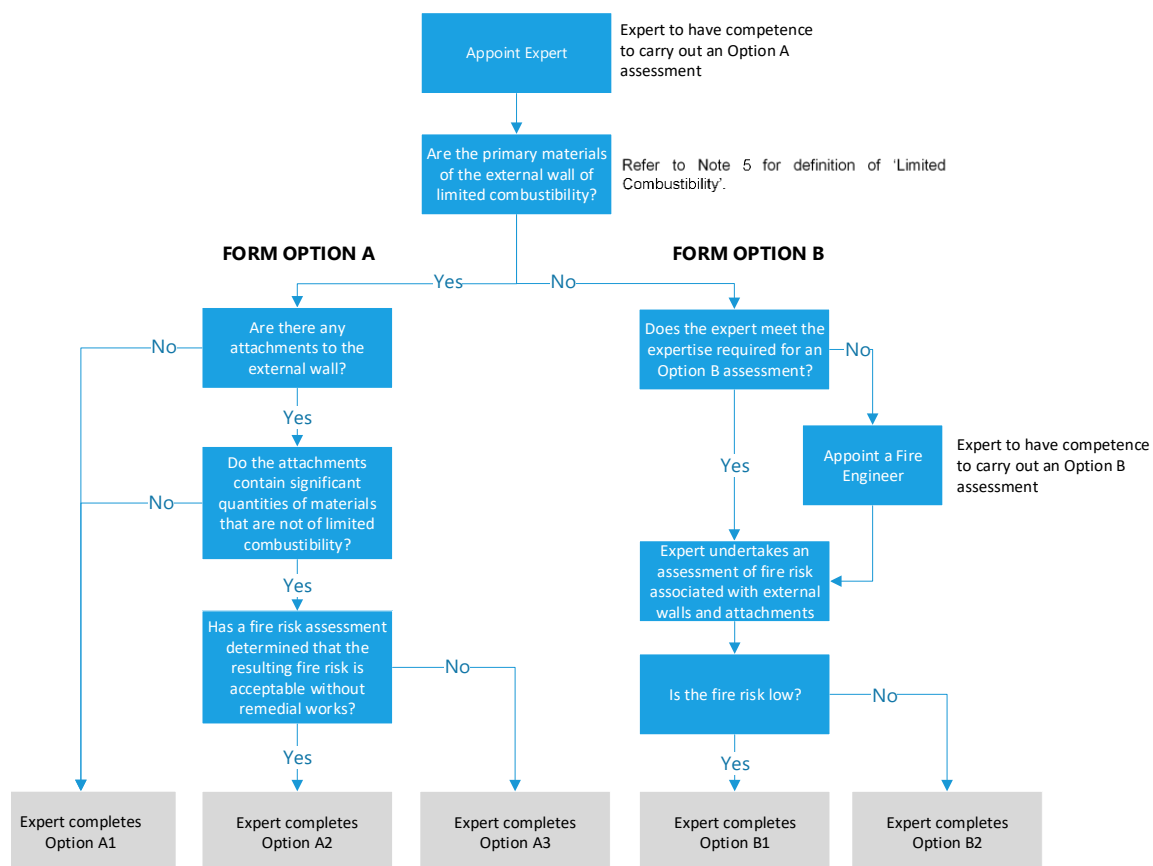 Appoint Expert
Expert to have competence
to carry out an Option A
assessment
Are the primary materials
of the external wall of
limited combustibility?
Refer to Note 5 for definition of ‘Limited
Combustibility’.
FORM OPTION A
FORM OPTION B
Yes
No
Are there any
attachments to the
external wall?
No
Does the expert meet the
expertise required for an
Option B assessment?
No
Yes
Do the attachments
contain significant
quantities of materials
that are not of limited
combustibility?
No
Yes
Appoint a Fire
Engineer
Expert to have competence
to carry out an Option B
assessment
Yes
Expert undertakes an
assessment of fire risk
associated with external
walls and attachments
Has a fire risk assessment
determined that the
resulting fire risk is
acceptable without
remedial works?
No
Is the fire risk low?
No
Yes
Yes
Expert completes
Option A1
Expert completes
Option A2
Expert completes
Option A3
Expert completes
Option B1
Expert completes
Option B2